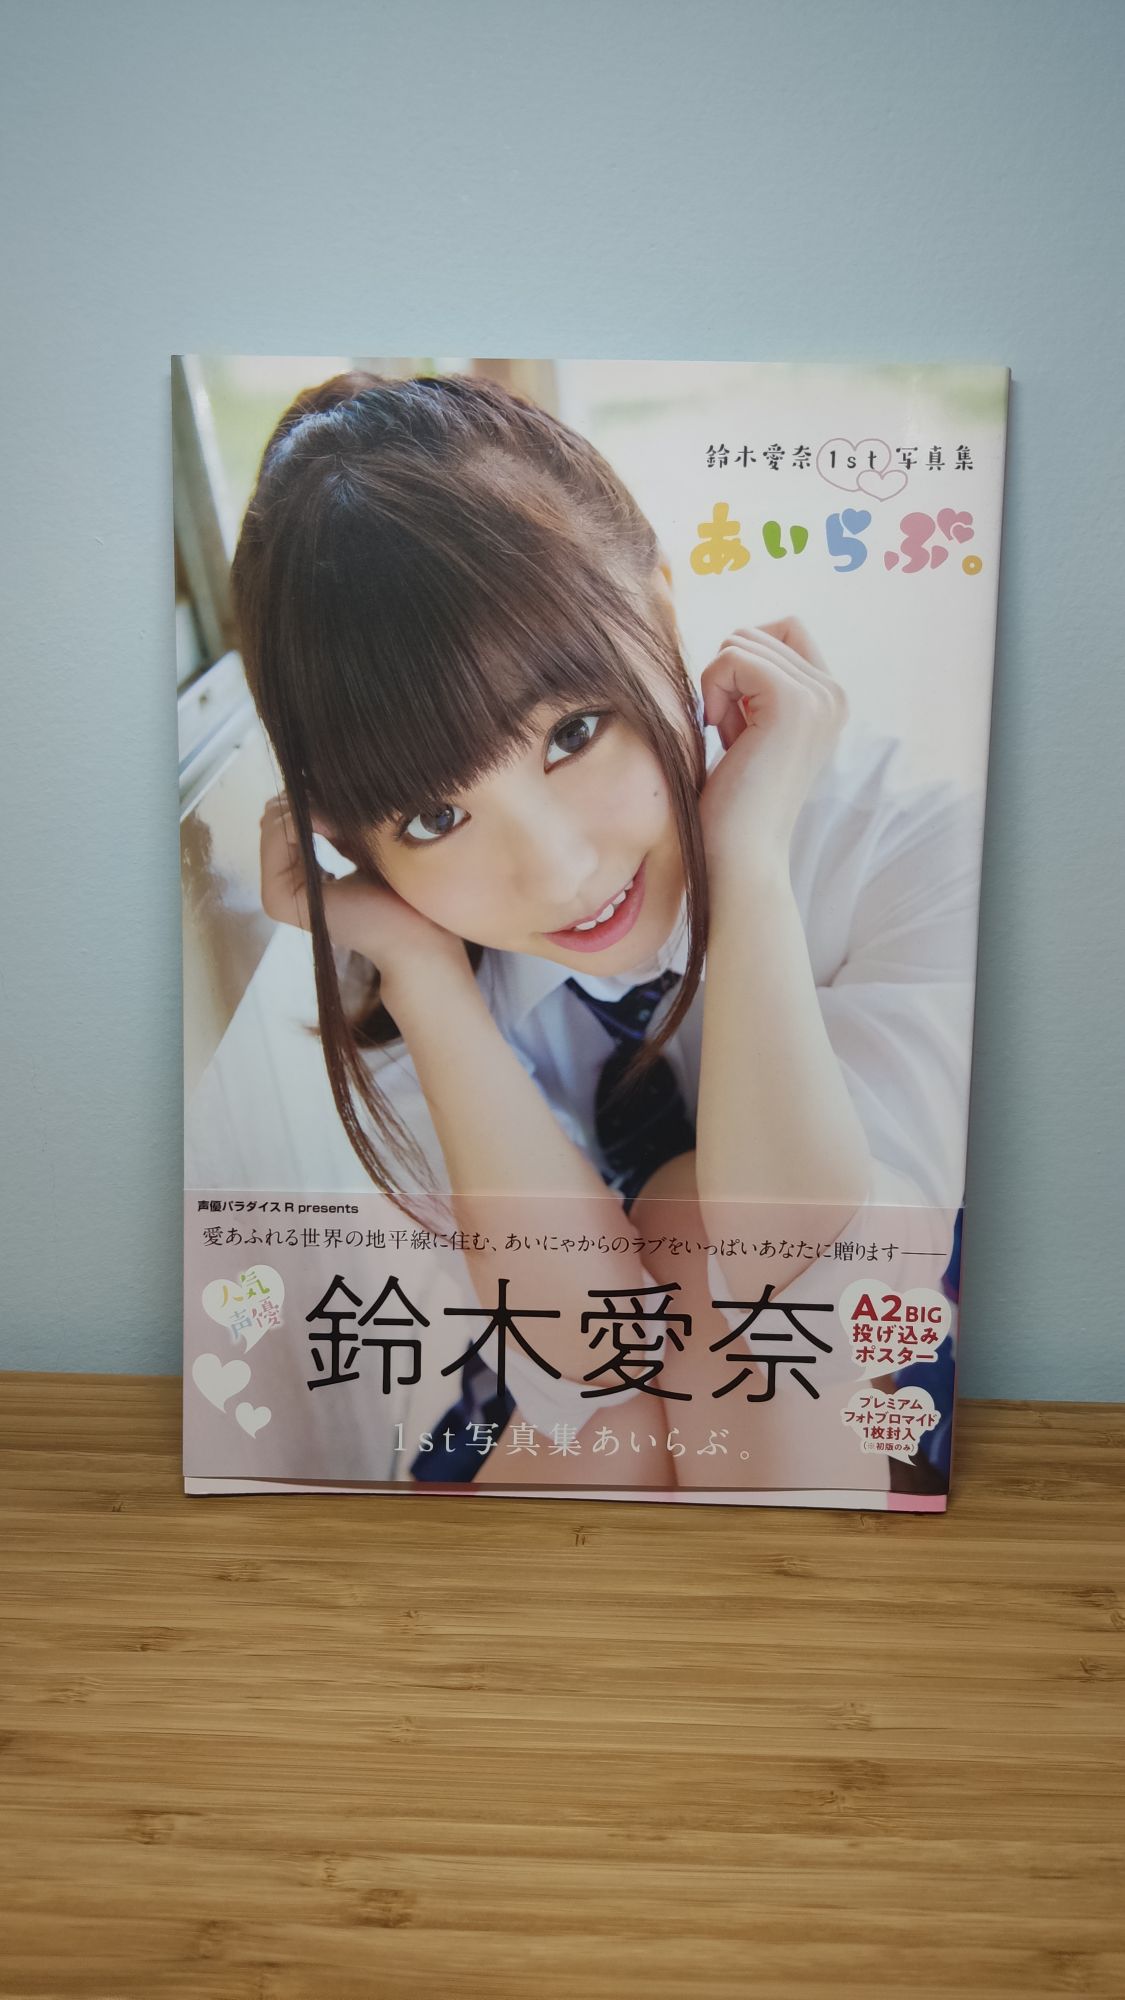 鈴木愛奈1st写真集
あいらぶ。
声優パラダイスR presents
愛あふれる世界の地平線に住む、あいにゃからのラブをいっぱいあなたに贈ります——
人気
声優
鈴木愛奈
1st写真集あいらぶ。
A2BIG
投げ込み
ポスター
プレミアム
フォトブロマイド
1枚封入
(※初版のみ)